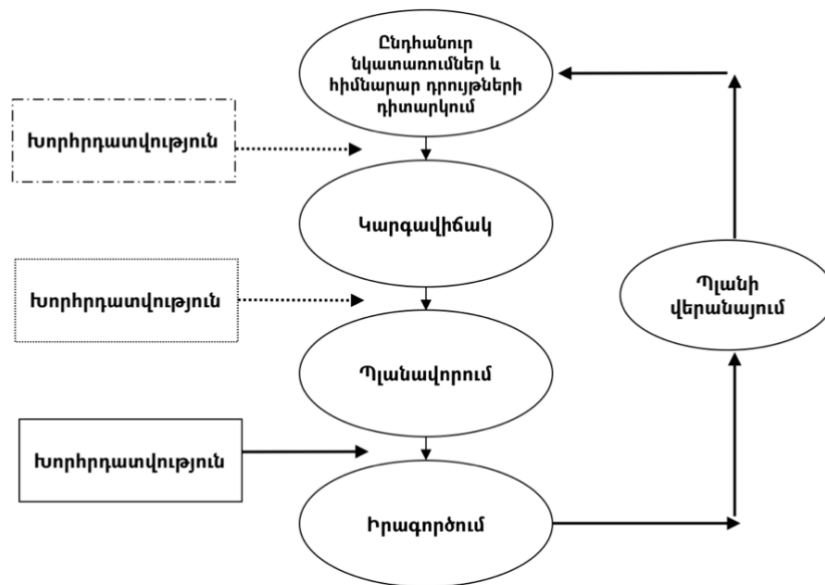 Ընդհանուր
նկատառումներ և
հիմնարար դրույթների
դիտարկում
Խորհրդատվություն
Կարգավիճակ
Խորհրդատվություն
Պլանի
վերանայում
Պլանավորում
Խորհրդատվություն
Իրագործում